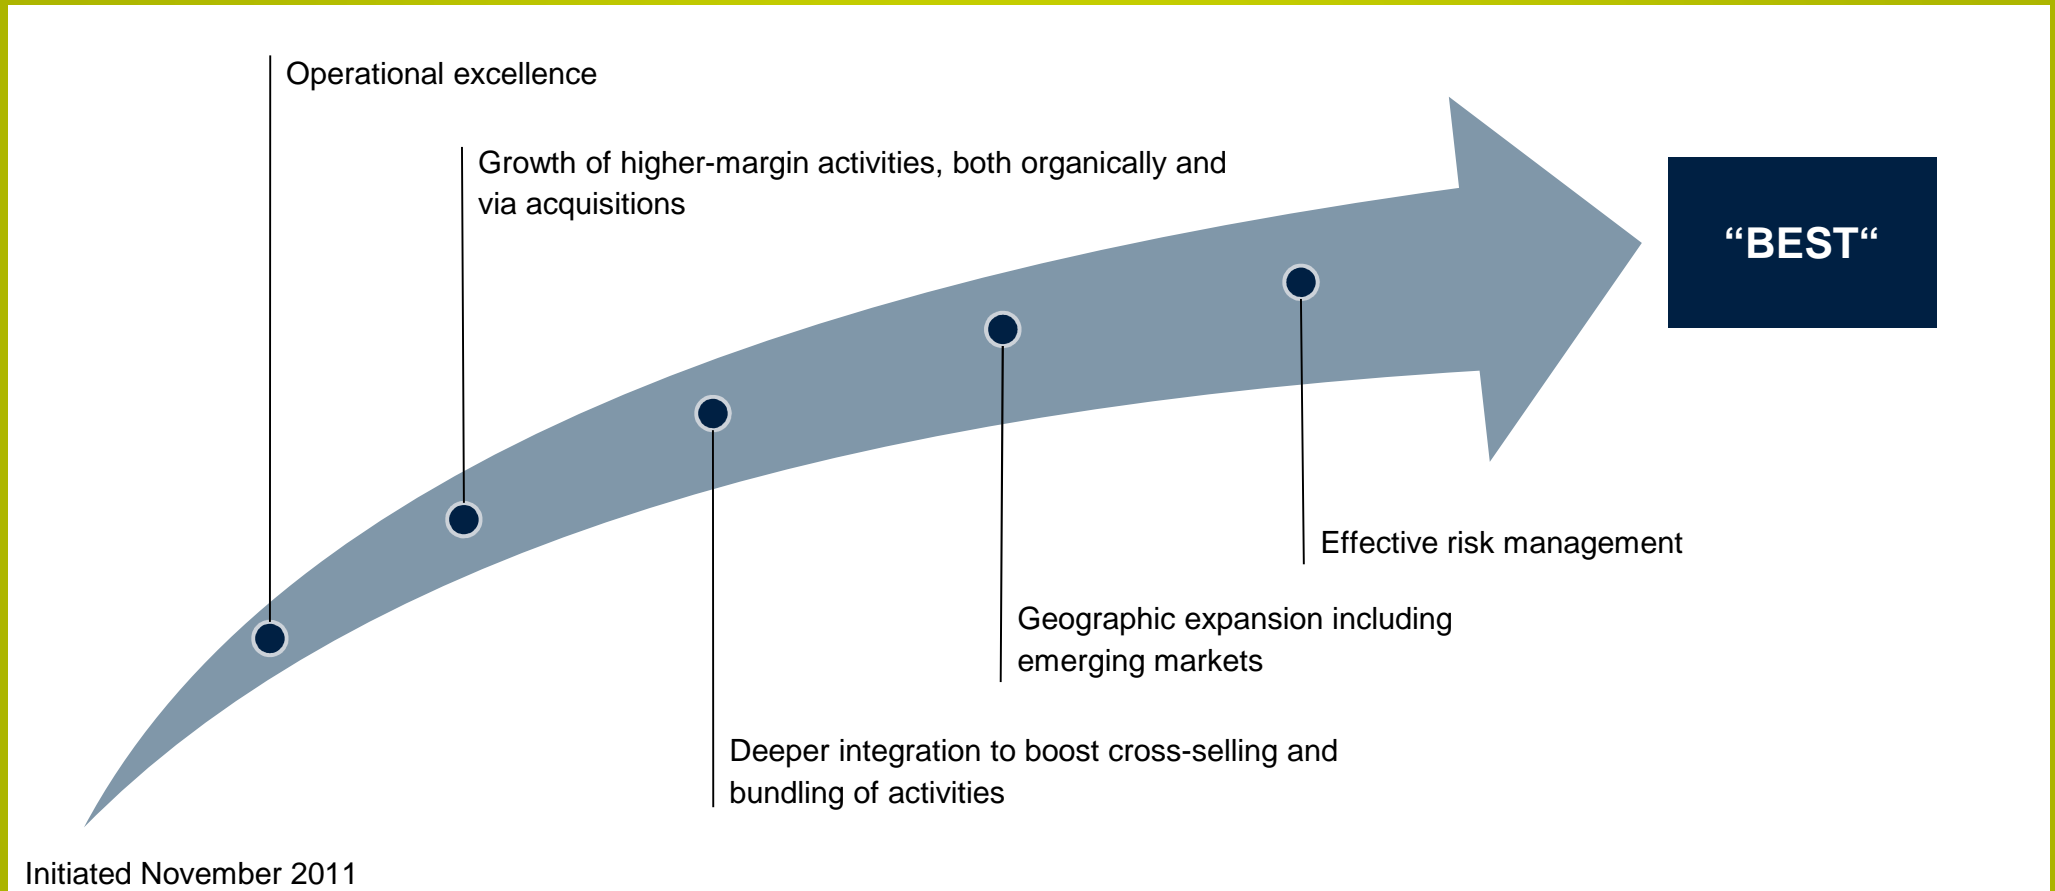 Operational excellence
Growth of higher-margin activities, both organically and
via acquisitions
“BEST“
Effective risk management
Geographic expansion including
emerging markets
Deeper integration to boost cross-selling and
bundling of activities
Initiated November 2011